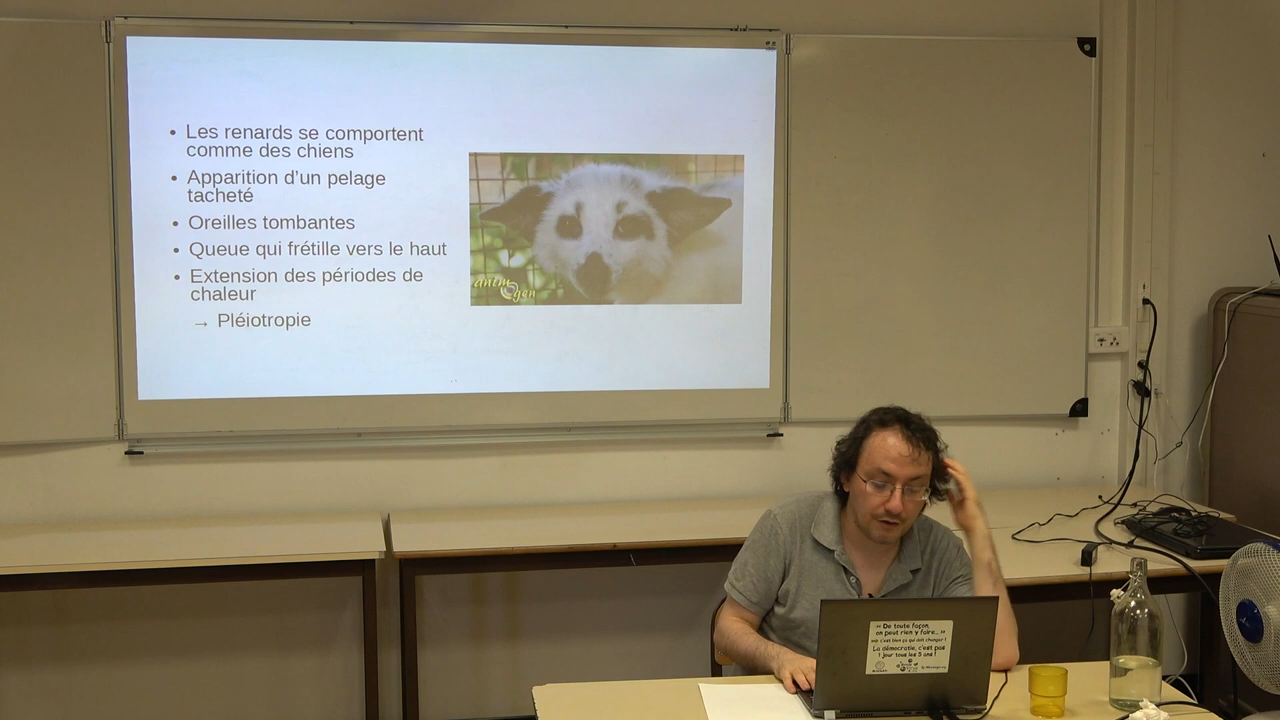 • Les renards se comportent
comme des chiens
• Apparition d'un pelage
tacheté
• Oreilles tombantes
• Queue qui frétille vers le haut
• Extension des périodes de
chaleur
→ Pléiotropie
anim
gen
« De toute façon,
on peut rien y faire... »
La démocratie, c'est pas
1 jour tous les 5 ans !